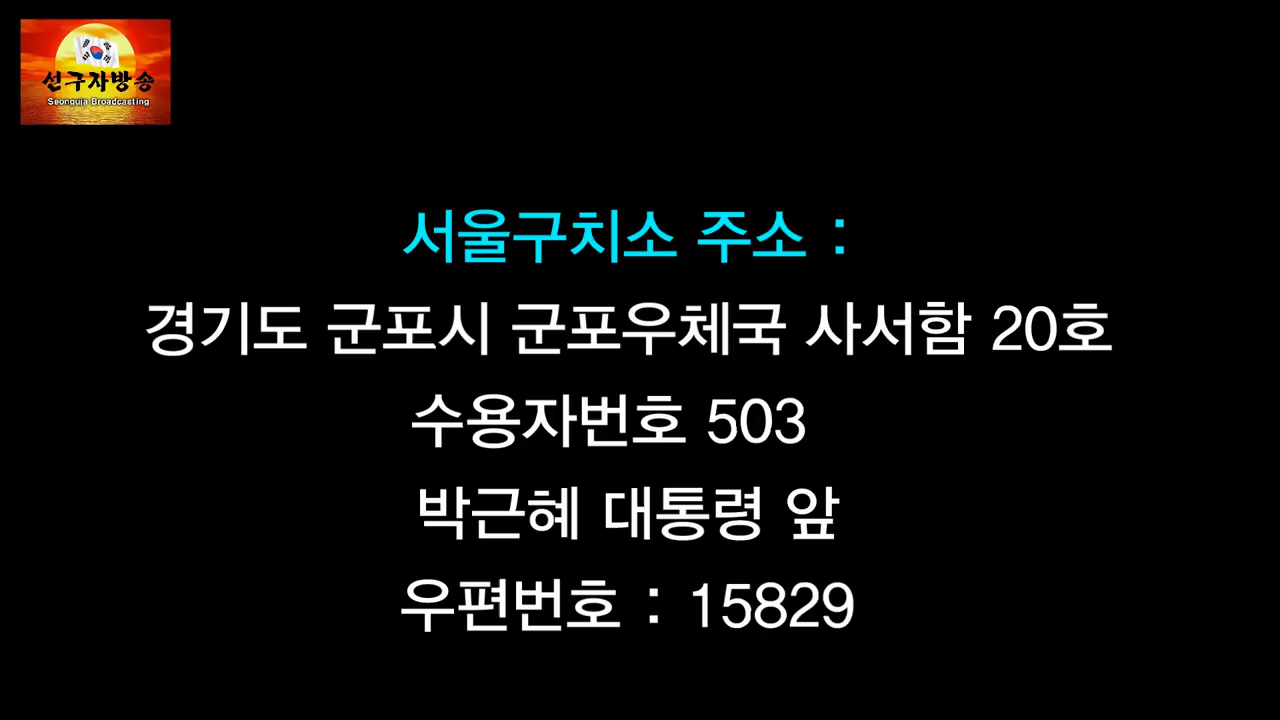 선구자방송
Seonguja Broadcasting
서울구치소 주소 :
경기도 군포시 군포우체국 사서함 20호
수용자번호 503
박근혜 대통령 앞
우편번호 : 15829